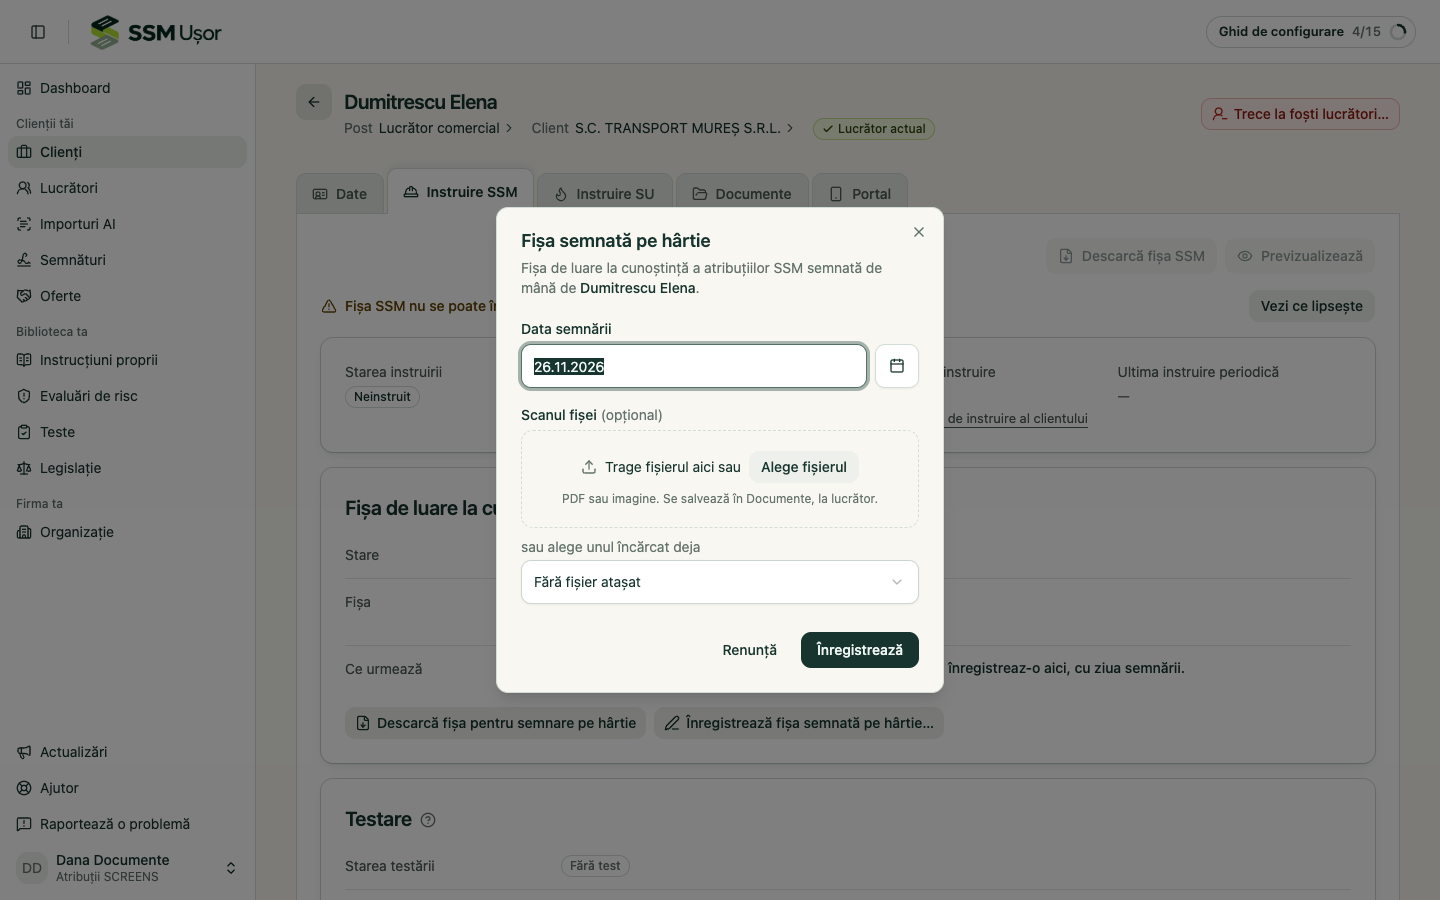 SSM Ușor
Ghid de configurare 4/15
Dashboard
Clienții tăi
Clienți
Lucrători
Importuri AI
Semnături
Oferte
Biblioteca ta
Instrucțiuni proprii
Evaluări de risc
Teste
Legislație
Firma ta
Organizație
Actualizări
Ajutor
Raportează o problemă
DD
Dana Documente
Atribuții SCREENS
Dumitrescu Elena
Post Lucrător comercial
Client S.C. TRANSPORT MUREȘ S.R.L.
Lucrător actual
Trece la foști lucrători...
Date
Instruire SSM
Instruire SU
Documente
Portal
Descarcă fișa SSM
Previzualizează
Fișa SSM nu se poate în
Vezi ce lipsește
Starea instruirii
Neinstruit
instruire
de instruire al clientului
Ultima instruire periodică
—
Fișa de luare la cu
Stare
Fișa
Ce urmează
înregistreaz-o aici, cu ziua semnării.
Descarcă fișa pentru semnare pe hârtie
Înregistrează fișa semnată pe hârtie...
Testare
Starea testării
Fără test
Fișa semnată pe hârtie
Fișa de luare la cunoștință a atribuțiilor SSM semnată de
mână de Dumitrescu Elena.
Data semnării
26.11.2026
Scanul fișei (opțional)
Trage fișierul aici sau
Alege fișierul
PDF sau imagine. Se salvează în Documente, la lucrător.
sau alege unul încărcat deja
Fără fișier atașat
Renunță
Înregistrează